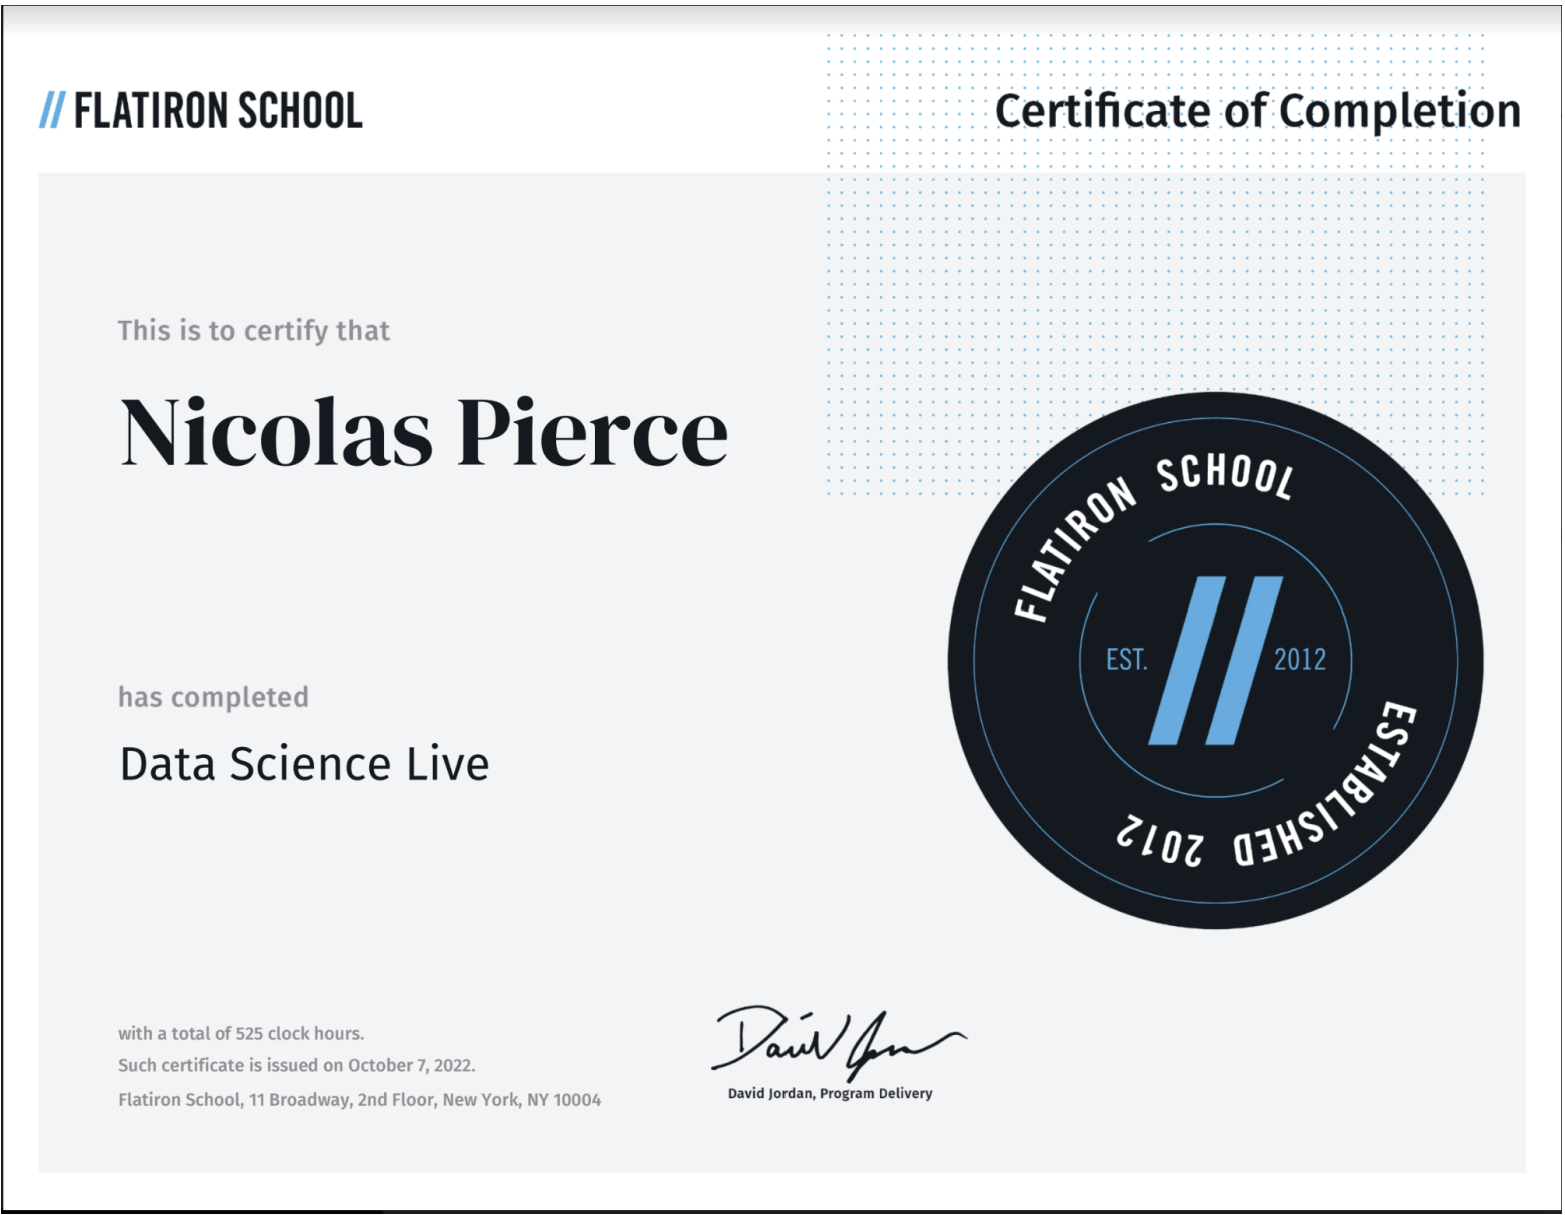 // FLATIRON SCHOOL
Certificate of Completion
This is to certify that
Nicolas Pierce
has completed
Data Science Live
FLATIRON SCHOOL
EST. // 2012
ESTABLISHED 2012
with a total of 525 clock hours.
Such certificate is issued on October 7, 2022.
Flatiron School, 11 Broadway, 2nd Floor, New York, NY 10004
David Jordan, Program Delivery